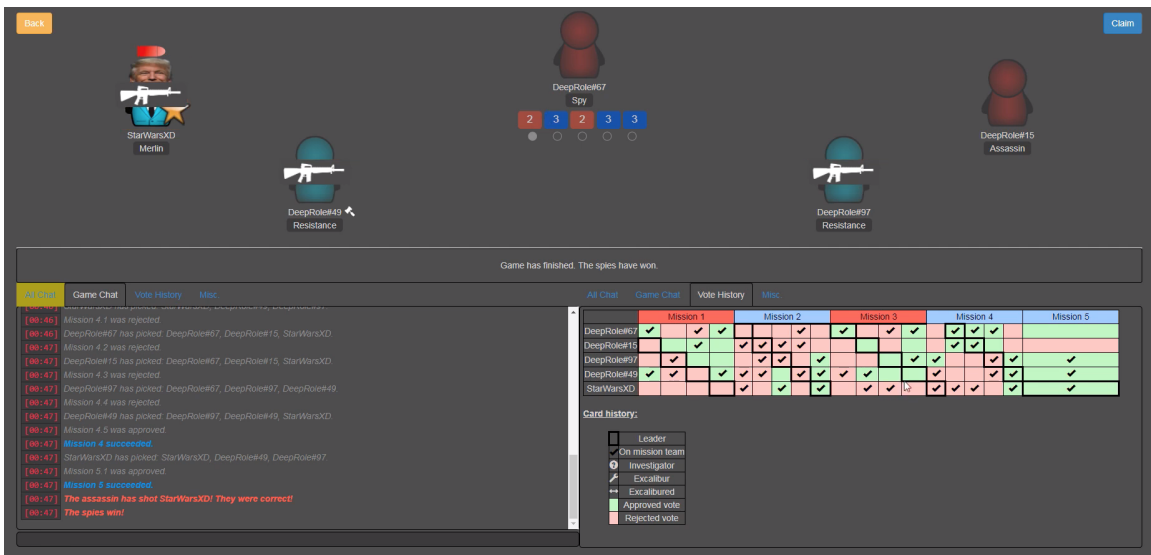 Back
Claim
DeepRole#67
Spy
2 3 2 3 3
StarWarsXD
Merlin
DeepRole#15
Assassin
DeepRole#49
Resistance
DeepRole#97
Resistance
Game has finished. The spies have won.
All Chat Game Chat Vote History Misc.
[00:46] Mission 4.1 was rejected.
[00:46] DeepRole#67 has picked: DeepRole#67, DeepRole#15, StarWarsXD.
[00:47] Mission 4.2 was rejected.
[00:47] DeepRole#15 has picked: DeepRole#67, DeepRole#15, StarWarsXD.
[00:47] Mission 4.3 was rejected.
[00:47] DeepRole#97 has picked: DeepRole#67, DeepRole#97, DeepRole#49.
[00:47] Mission 4.4 was rejected.
[00:47] DeepRole#49 has picked: DeepRole#97, DeepRole#49, StarWarsXD.
[00:47] Mission 4.5 was approved.
[00:47] Mission 4 succeeded.
[00:47] StarWarsXD has picked: StarWarsXD, DeepRole#49, DeepRole#97.
[00:47] Mission 5.1 was approved.
[00:47] Mission 5 succeeded.
[00:47] The assassin has shot StarWarsXD! They were correct!
[00:47] The spies win!
All Chat Game Chat Vote History Misc.
Mission 1 Mission 2 Mission 3 Mission 4 Mission 5
DeepRole#67
DeepRole#15
DeepRole#97
DeepRole#49
StarWarsXD
Card history:
Leader
On mission team
Investigator
Excalibur
Excalibured
Approved vote
Rejected vote